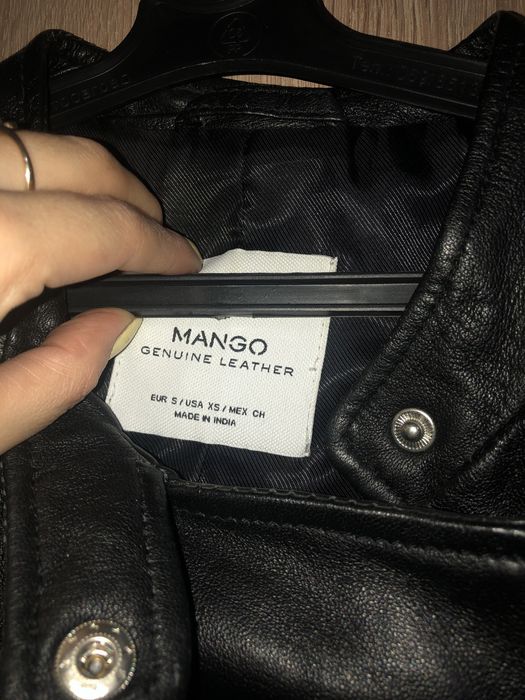 MANGO
GENUINE LEATHER
EUR S / USA XS / MEX CH
MADE IN INDIA